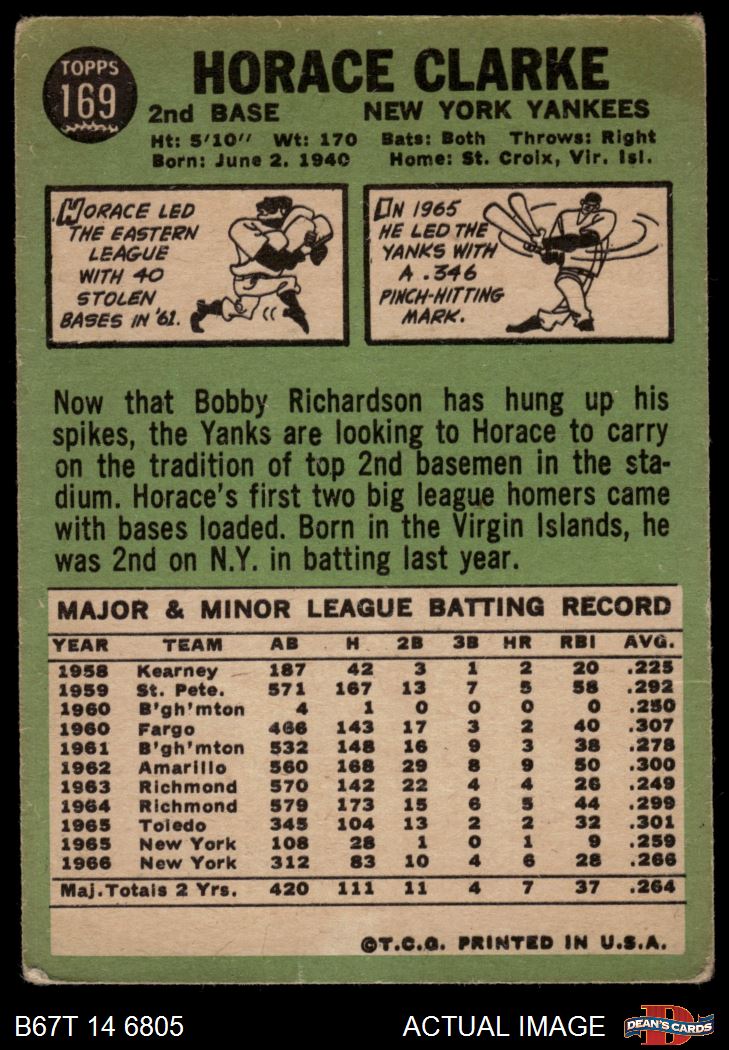 TOPPS
169
HORACE CLARKE
2nd BASE NEW YORK YANKEES
Ht: 5'10" Wt: 170 Bats: Both Throws: Right
Born: June 2, 1940 Home: St. Croix, Vir. Isl.
HORACE LED
THE EASTERN
LEAGUE
WITH 40
STOLEN
BASES IN '61.
IN 1965
HE LED THE
YANKS WITH
A .346
PINCH-HITTING
MARK.
Now that Bobby Richardson has hung up his
spikes, the Yanks are looking to Horace to carry
on the tradition of top 2nd basemen in the sta-
dium. Horace's first two big league homers came
with bases loaded. Born in the Virgin Islands, he
was 2nd on N.Y. in batting last year.
MAJOR & MINOR LEAGUE BATTING RECORD
YEAR TEAM AB H 2B 3B HR RBI AVG.
1958 Kearney 187 42 3 1 2 20 .225
1959 St. Pete. 571 167 13 7 5 58 .292
1960 B'gh'mton 4 1 0 0 0 0 .250
1960 Fargo 466 143 17 3 2 40 .307
1961 B'gh'mton 532 148 16 9 3 38 .278
1962 Amarillo 560 168 29 8 9 50 .300
1963 Richmond 570 142 22 4 4 26 .249
1964 Richmond 579 173 15 6 5 44 .299
1965 Toledo 345 104 13 2 2 32 .301
1965 New York 108 28 1 0 1 9 .259
1966 New York 312 83 10 4 6 28 .266
Maj. Totals 2 Yrs. 420 111 11 4 7 37 .264
©T.C.G. PRINTED IN U.S.A.
B67T 14 6805 ACTUAL IMAGE
D
DEAN'S CARDS